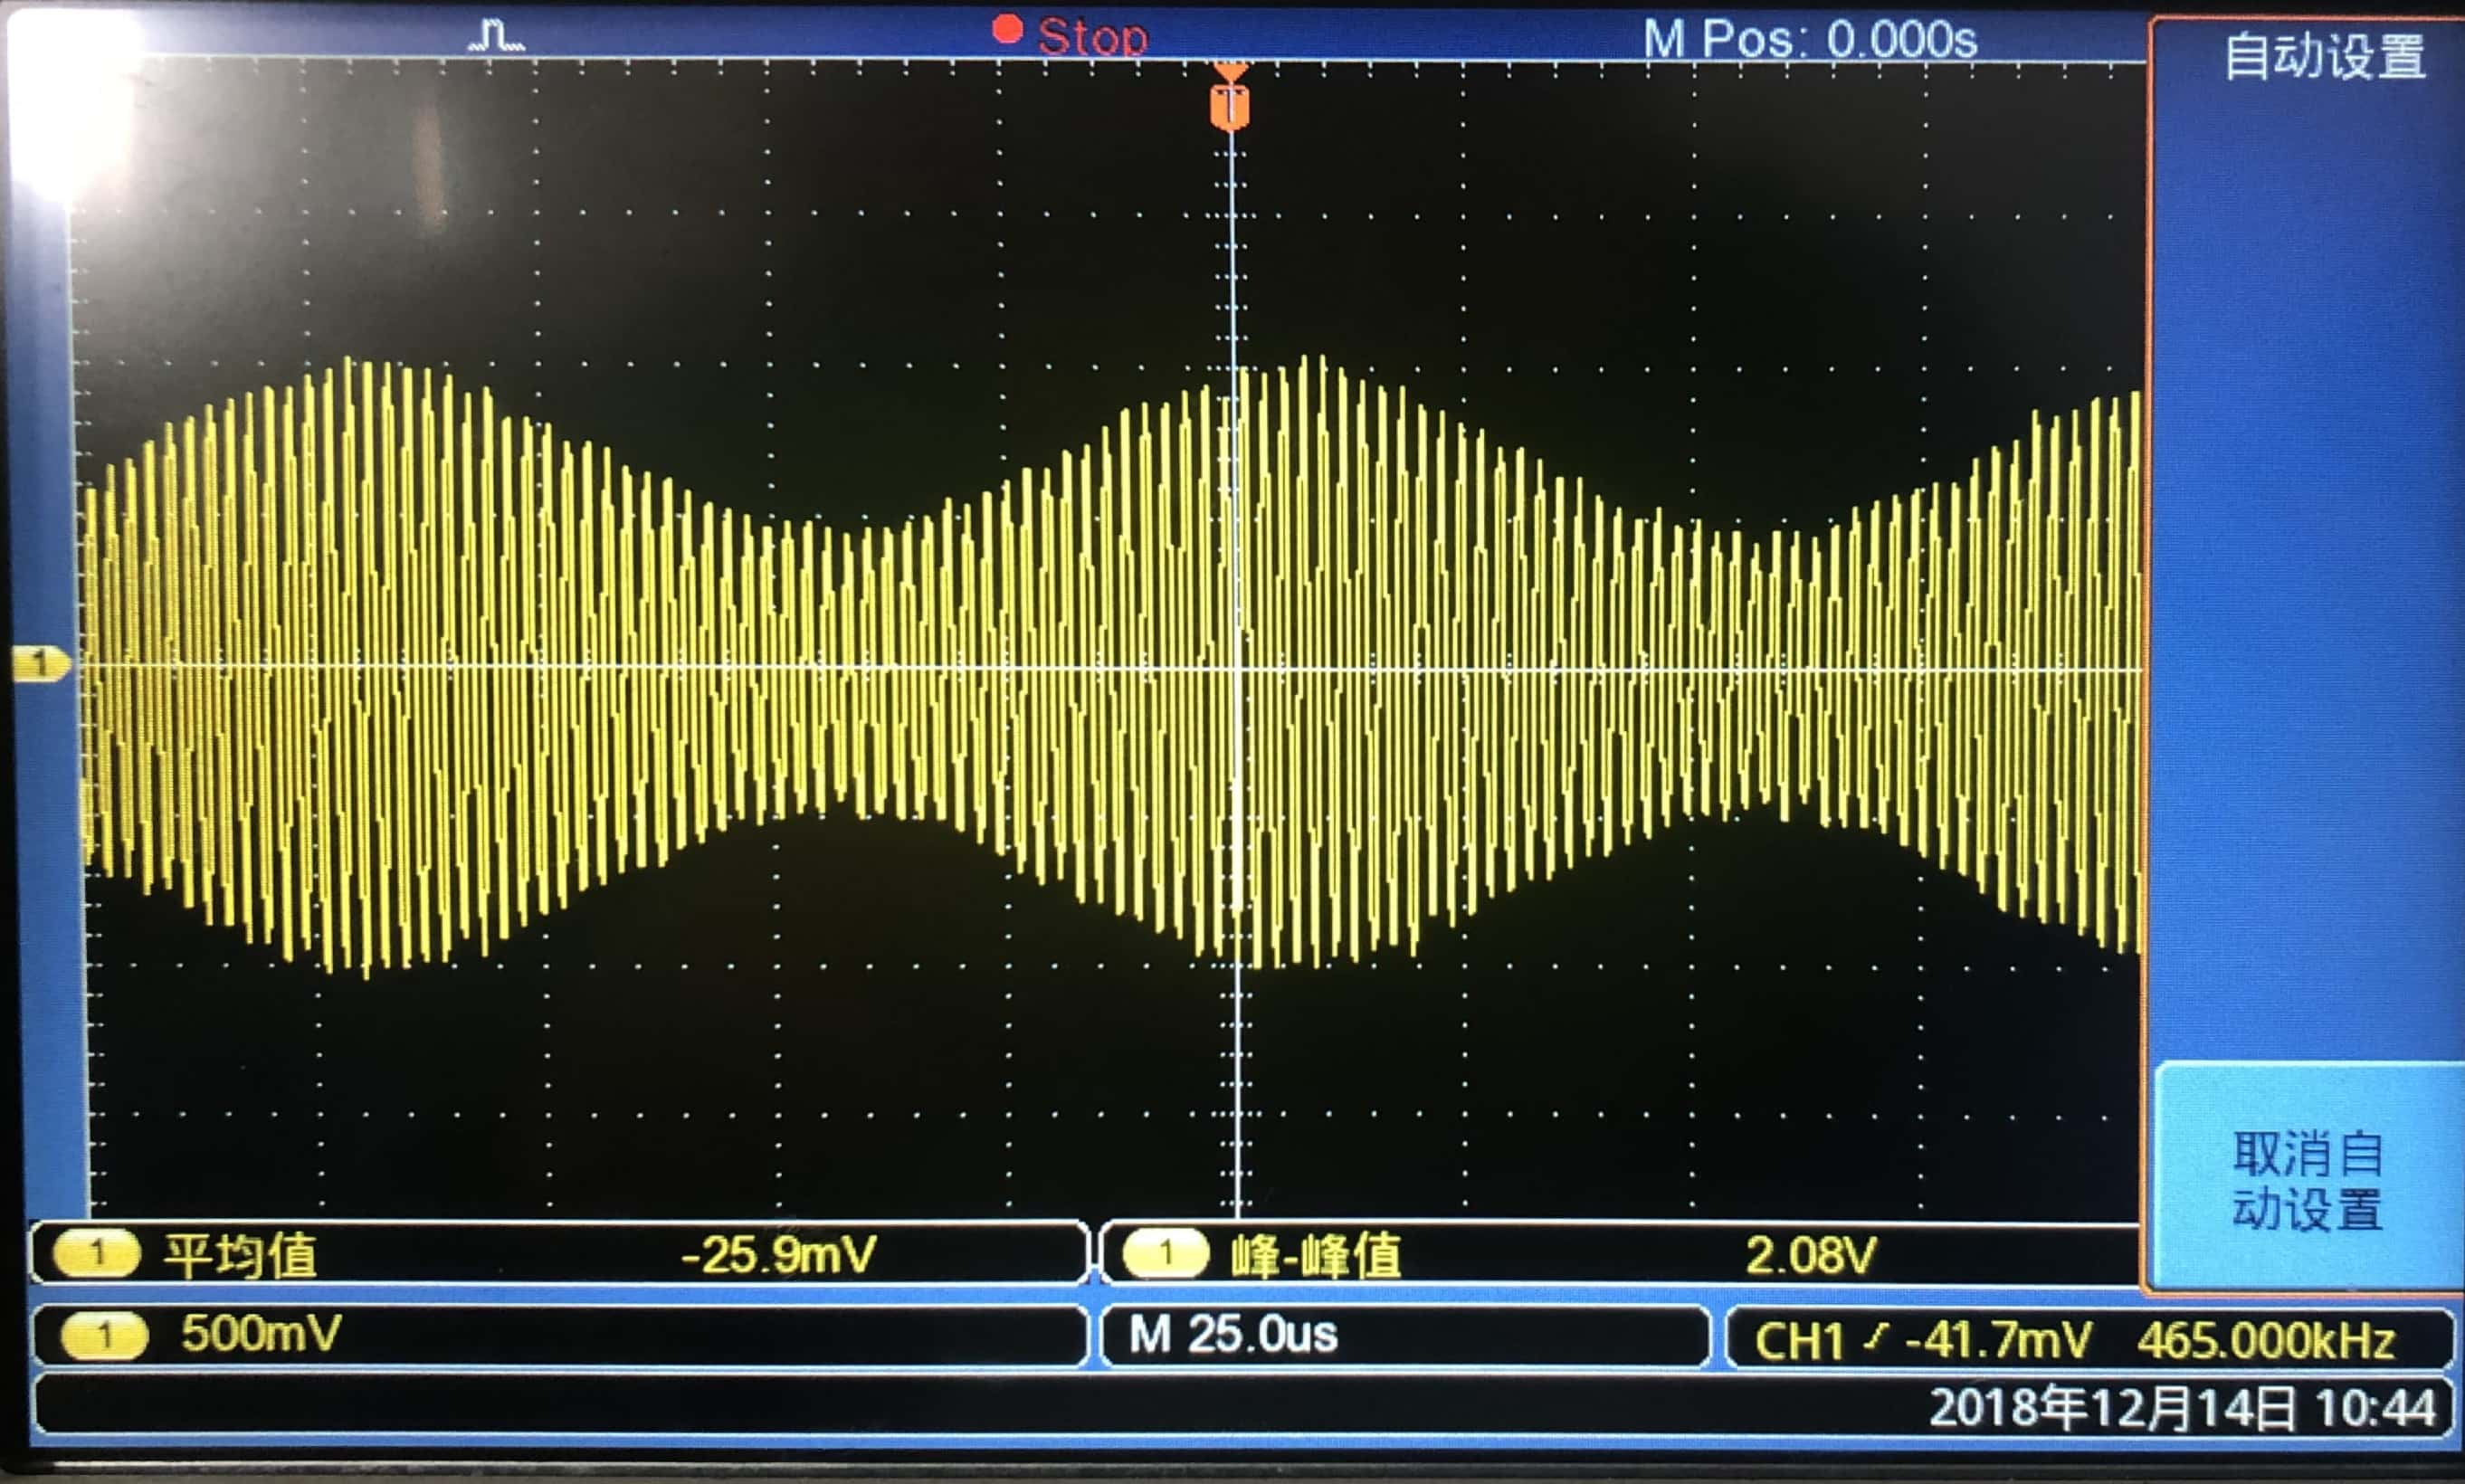 Stop
M Pos: 0.000s
自动设置
T
1
取消自
动设置
1 平均值 -25.9mV
1 峰-峰值 2.08V
1 500mV
M 25.0us
CH1 -41.7mV 465.000kHz
2018年12月14日 10:44